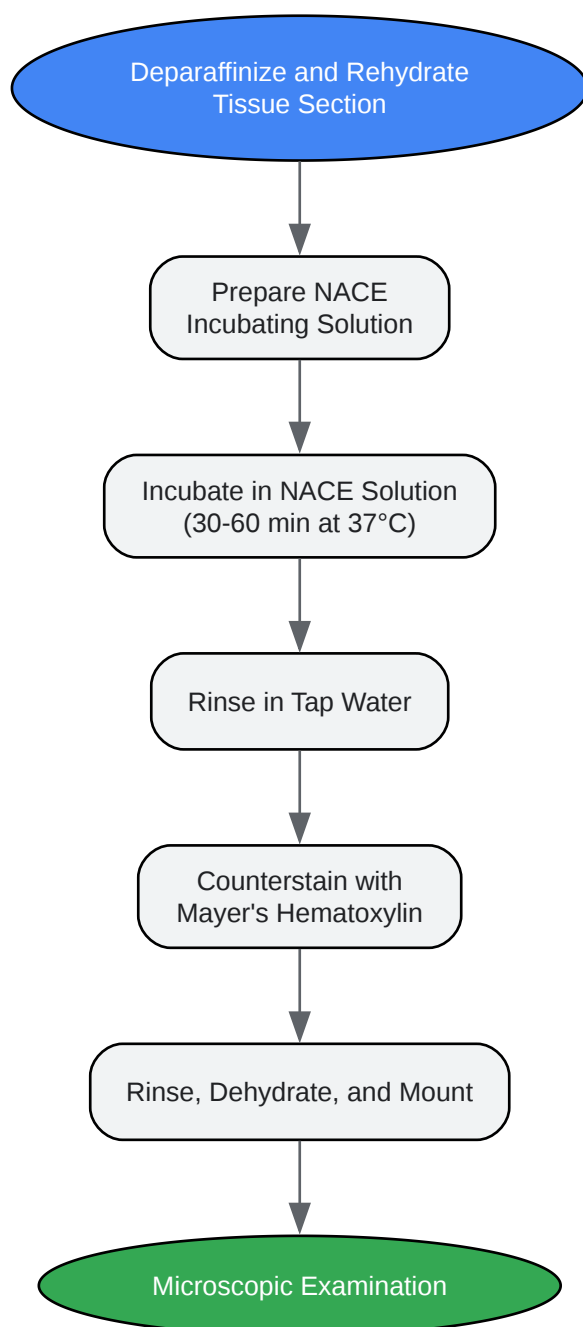 Deparaffinize and Rehydrate
Tissue Section
Prepare NACE
Incubating Solution
Incubate in NACE Solution
(30-60 min at 37°C)
Rinse in Tap Water
Counterstain with
Mayer's Hematoxylin
Rinse, Dehydrate, and Mount
Microscopic Examination